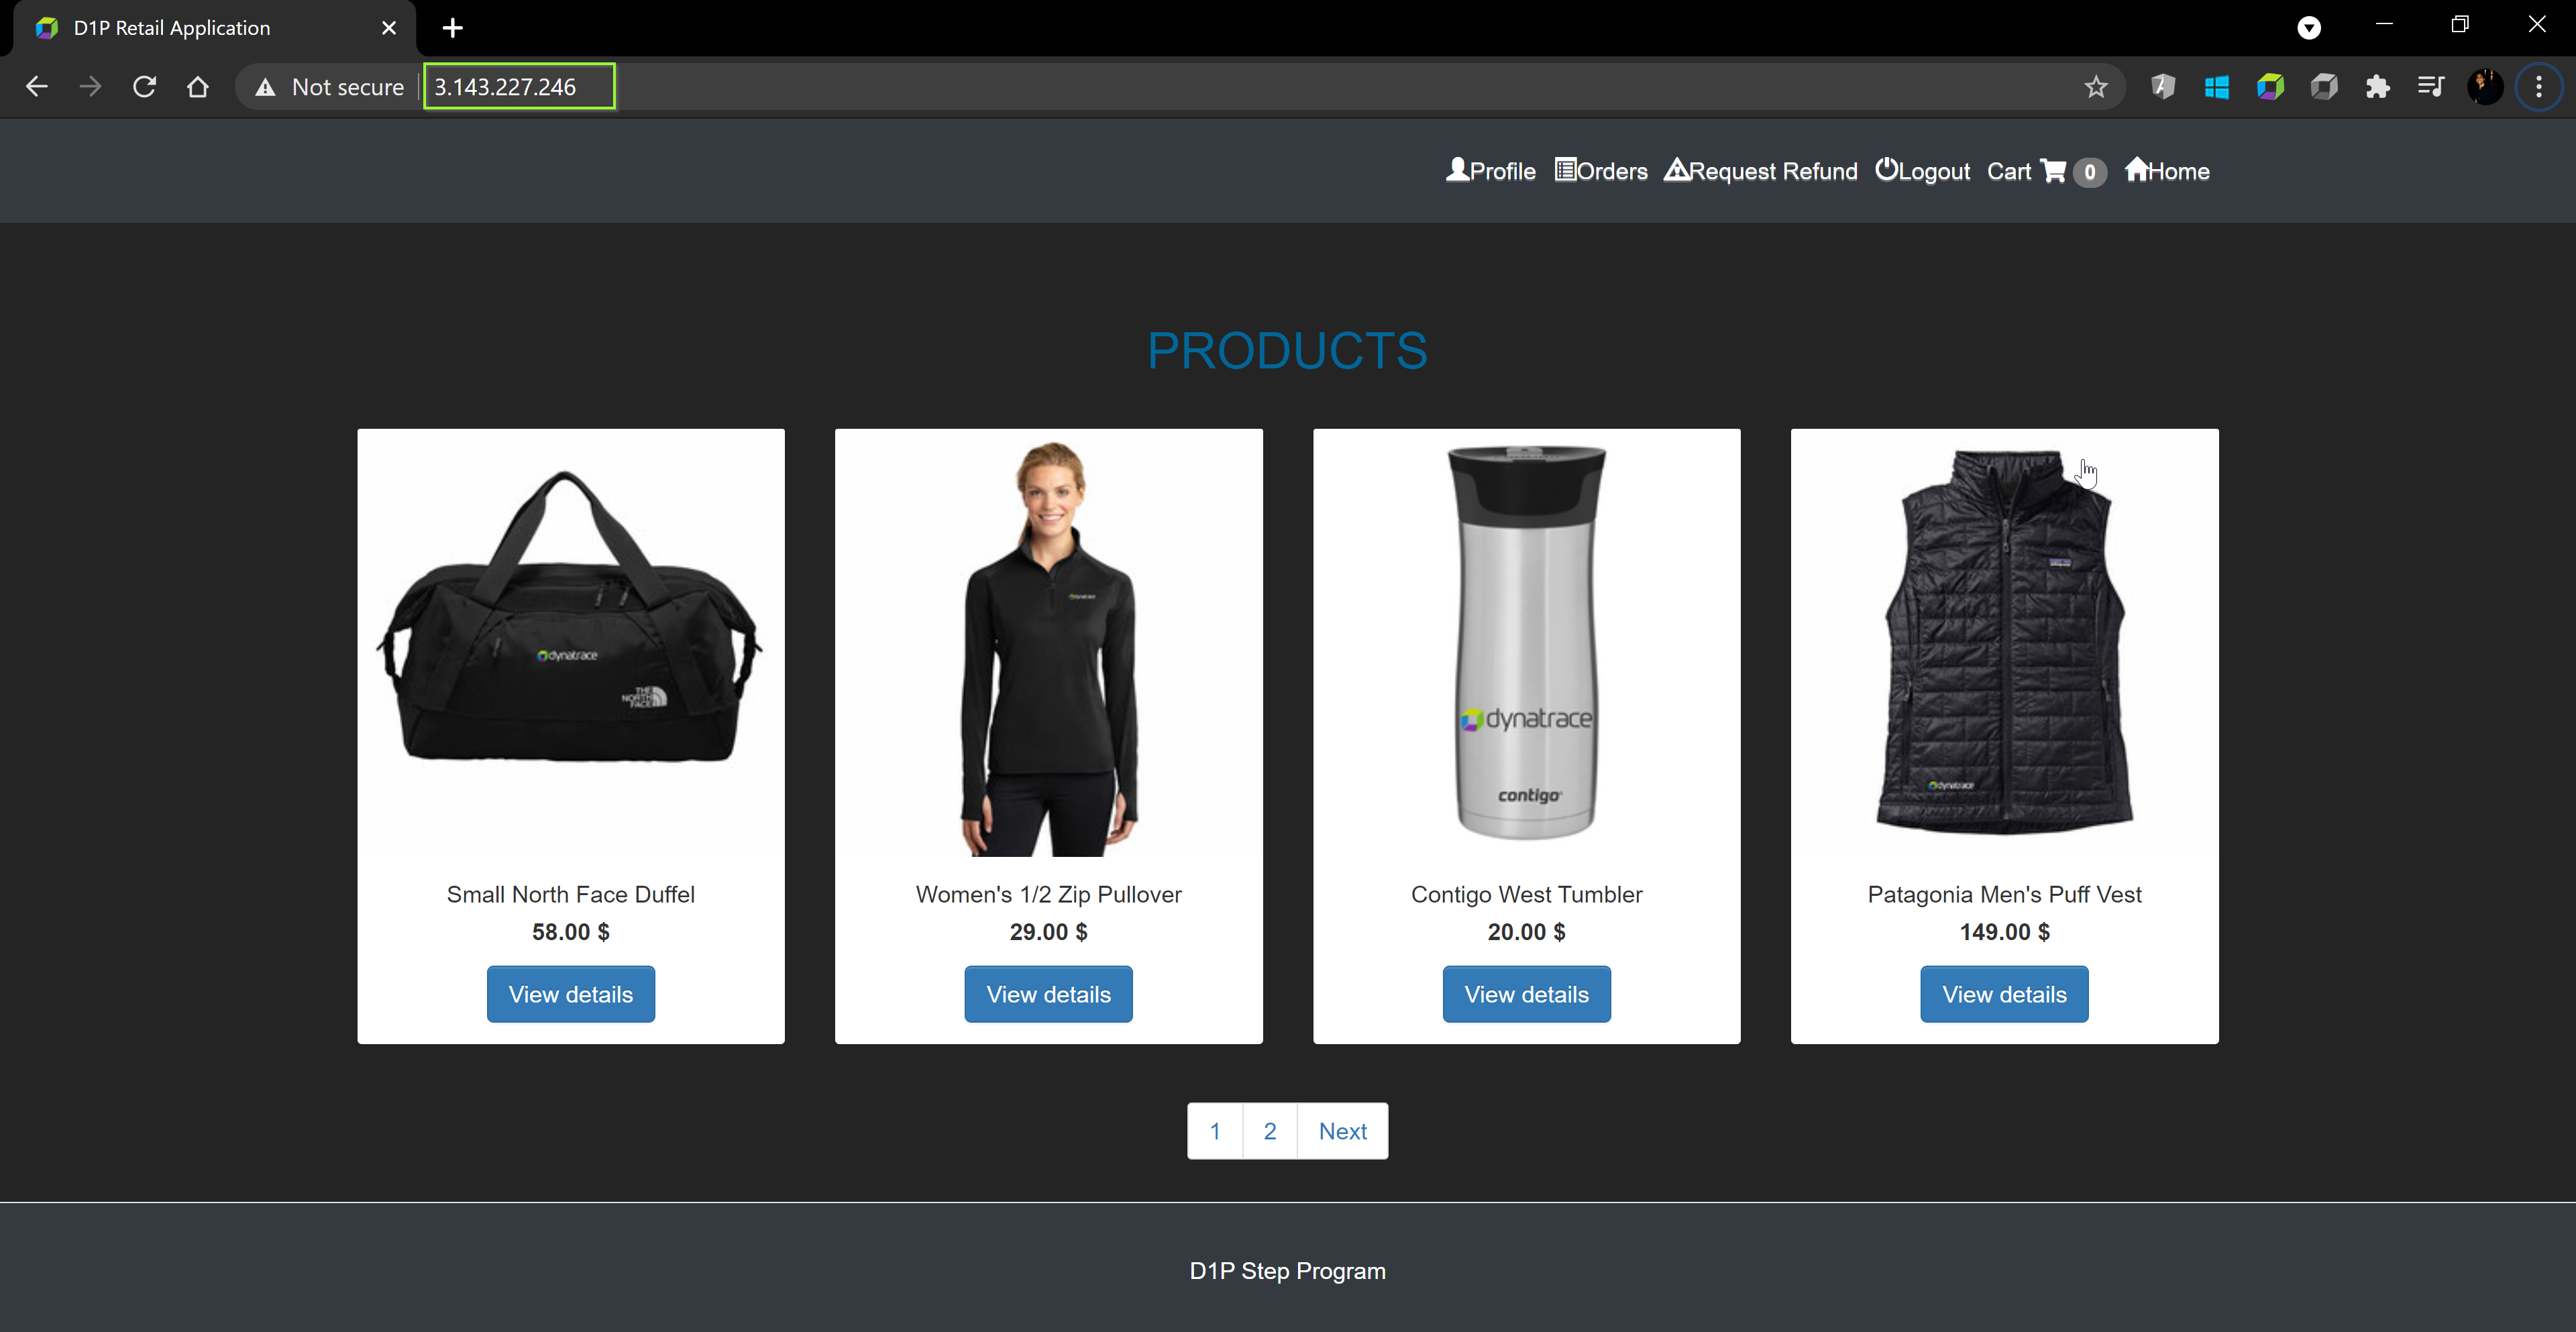 D1P Retail Application
Not secure
3.143.227.246
Profile Orders Request Refund Logout Cart 0 Home
PRODUCTS
dynatrace
THE NORTH FACE
dynatrace
dynatrace
contigo
dynatrace
Small North Face Duffel
58.00 $
View details
Women's 1/2 Zip Pullover
29.00 $
View details
Contigo West Tumbler
20.00 $
View details
Patagonia Men's Puff Vest
149.00 $
View details
1 2 Next
D1P Step Program